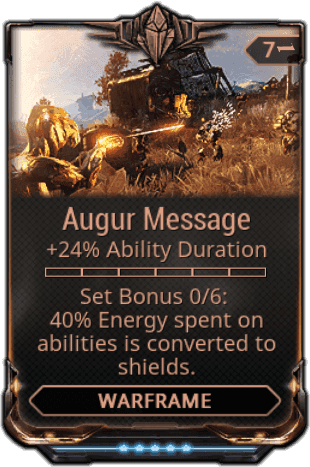 7
Augur Message
+24% Ability Duration
Set Bonus 0/6:
40% Energy spent on
abilities is converted to
shields.
WARFRAME